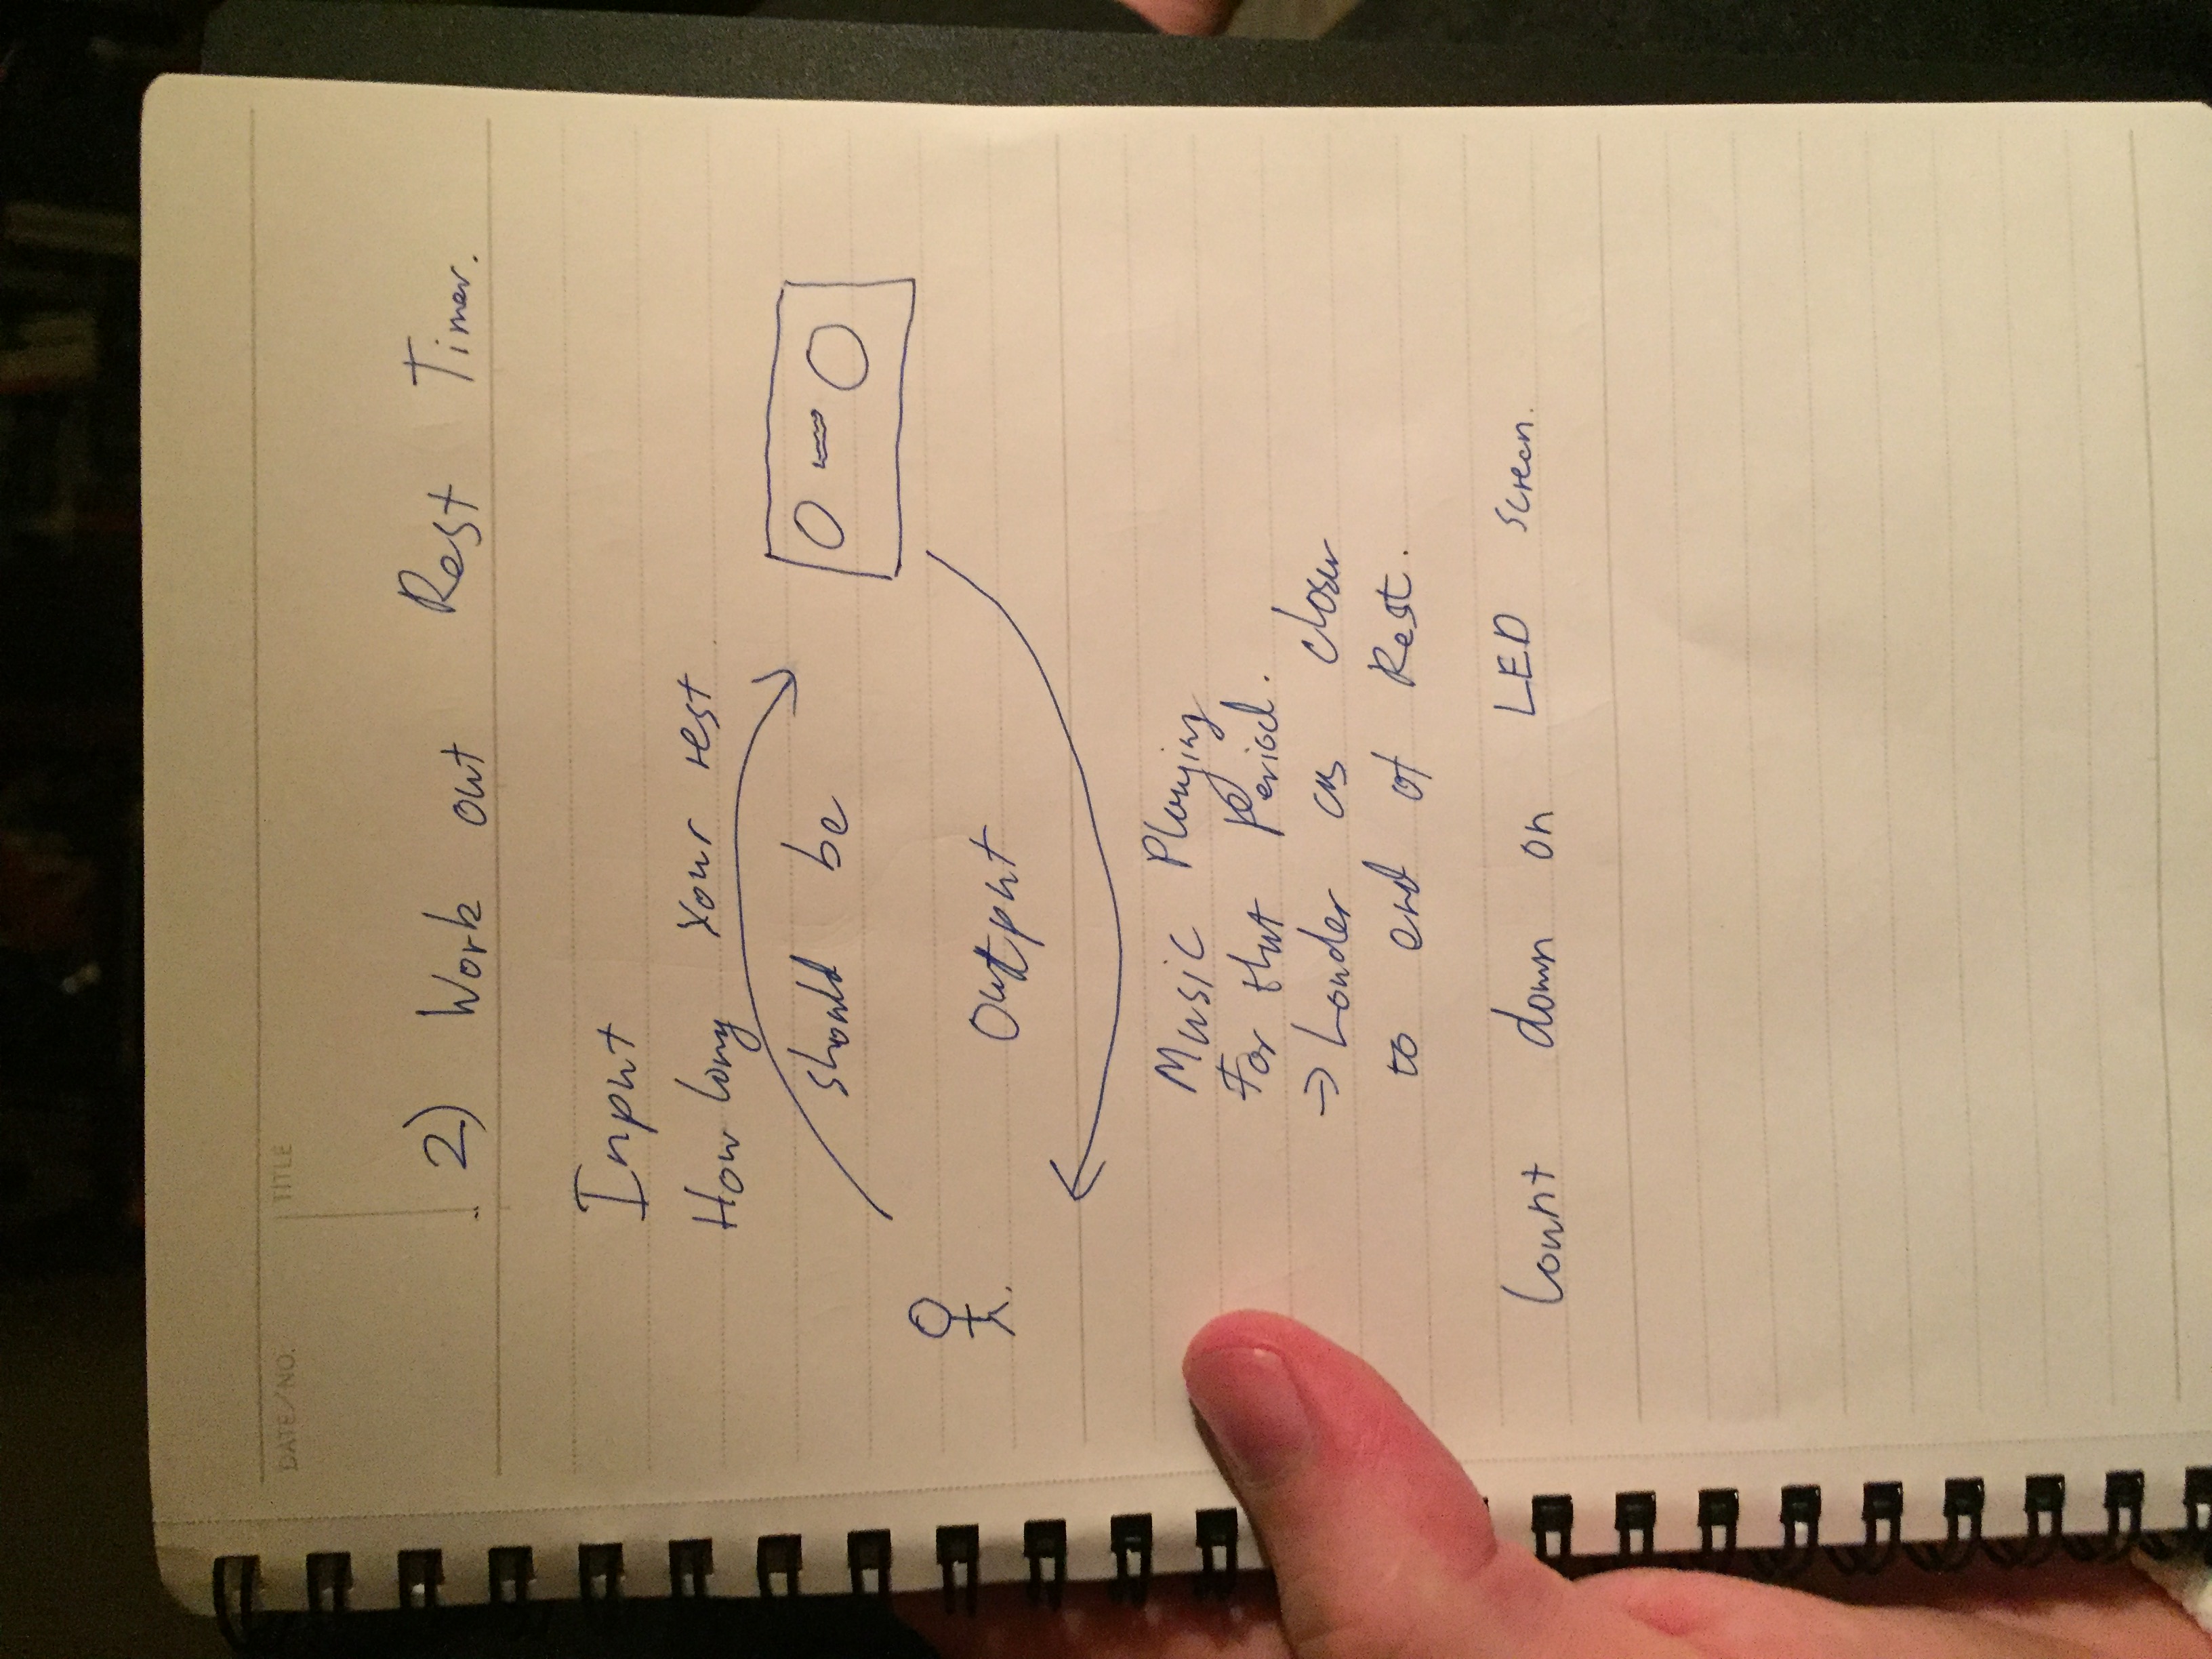 DATE/NO.
TITLE
2) Work out Rest Timer.
Input
How long your rest
should be
Output
Music Playing
For that Period.
→ Louder as closer
to end of Rest.
Count down on LED screen.